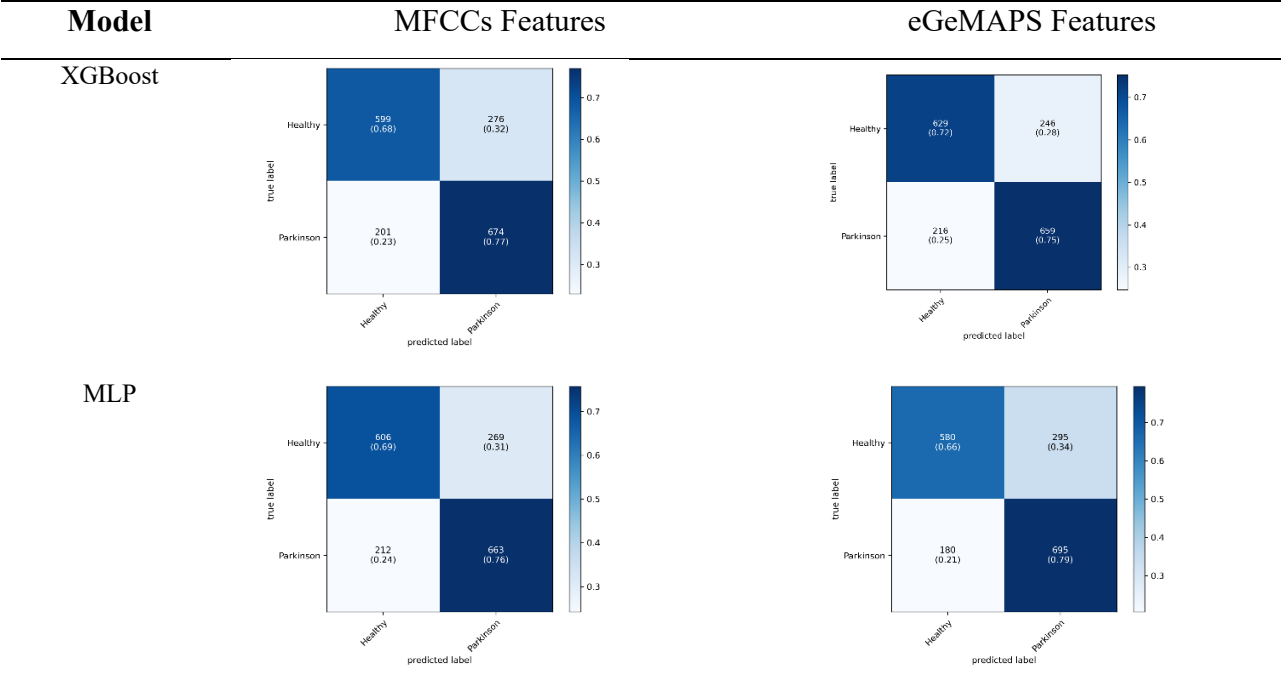 Model MFCCs Features eGeMAPS Features
XGBoost
Healthy
Parkinson
true label
599
(0.68)
276
(0.32)
201
(0.23)
674
(0.77)
0.7
0.6
0.5
0.4
0.3
Healthy
Parkinson
predicted label
Healthy
Parkinson
true label
629
(0.72)
246
(0.28)
216
(0.25)
659
(0.75)
0.7
0.6
0.5
0.4
0.3
Healthy
Parkinson
predicted label
MLP
Healthy
Parkinson
true label
606
(0.69)
269
(0.31)
212
(0.24)
663
(0.76)
0.7
0.6
0.5
0.4
0.3
Healthy
Parkinson
predicted label
Healthy
Parkinson
true label
580
(0.66)
295
(0.34)
180
(0.21)
695
(0.79)
0.7
0.6
0.5
0.4
0.3
Healthy
Parkinson
predicted label